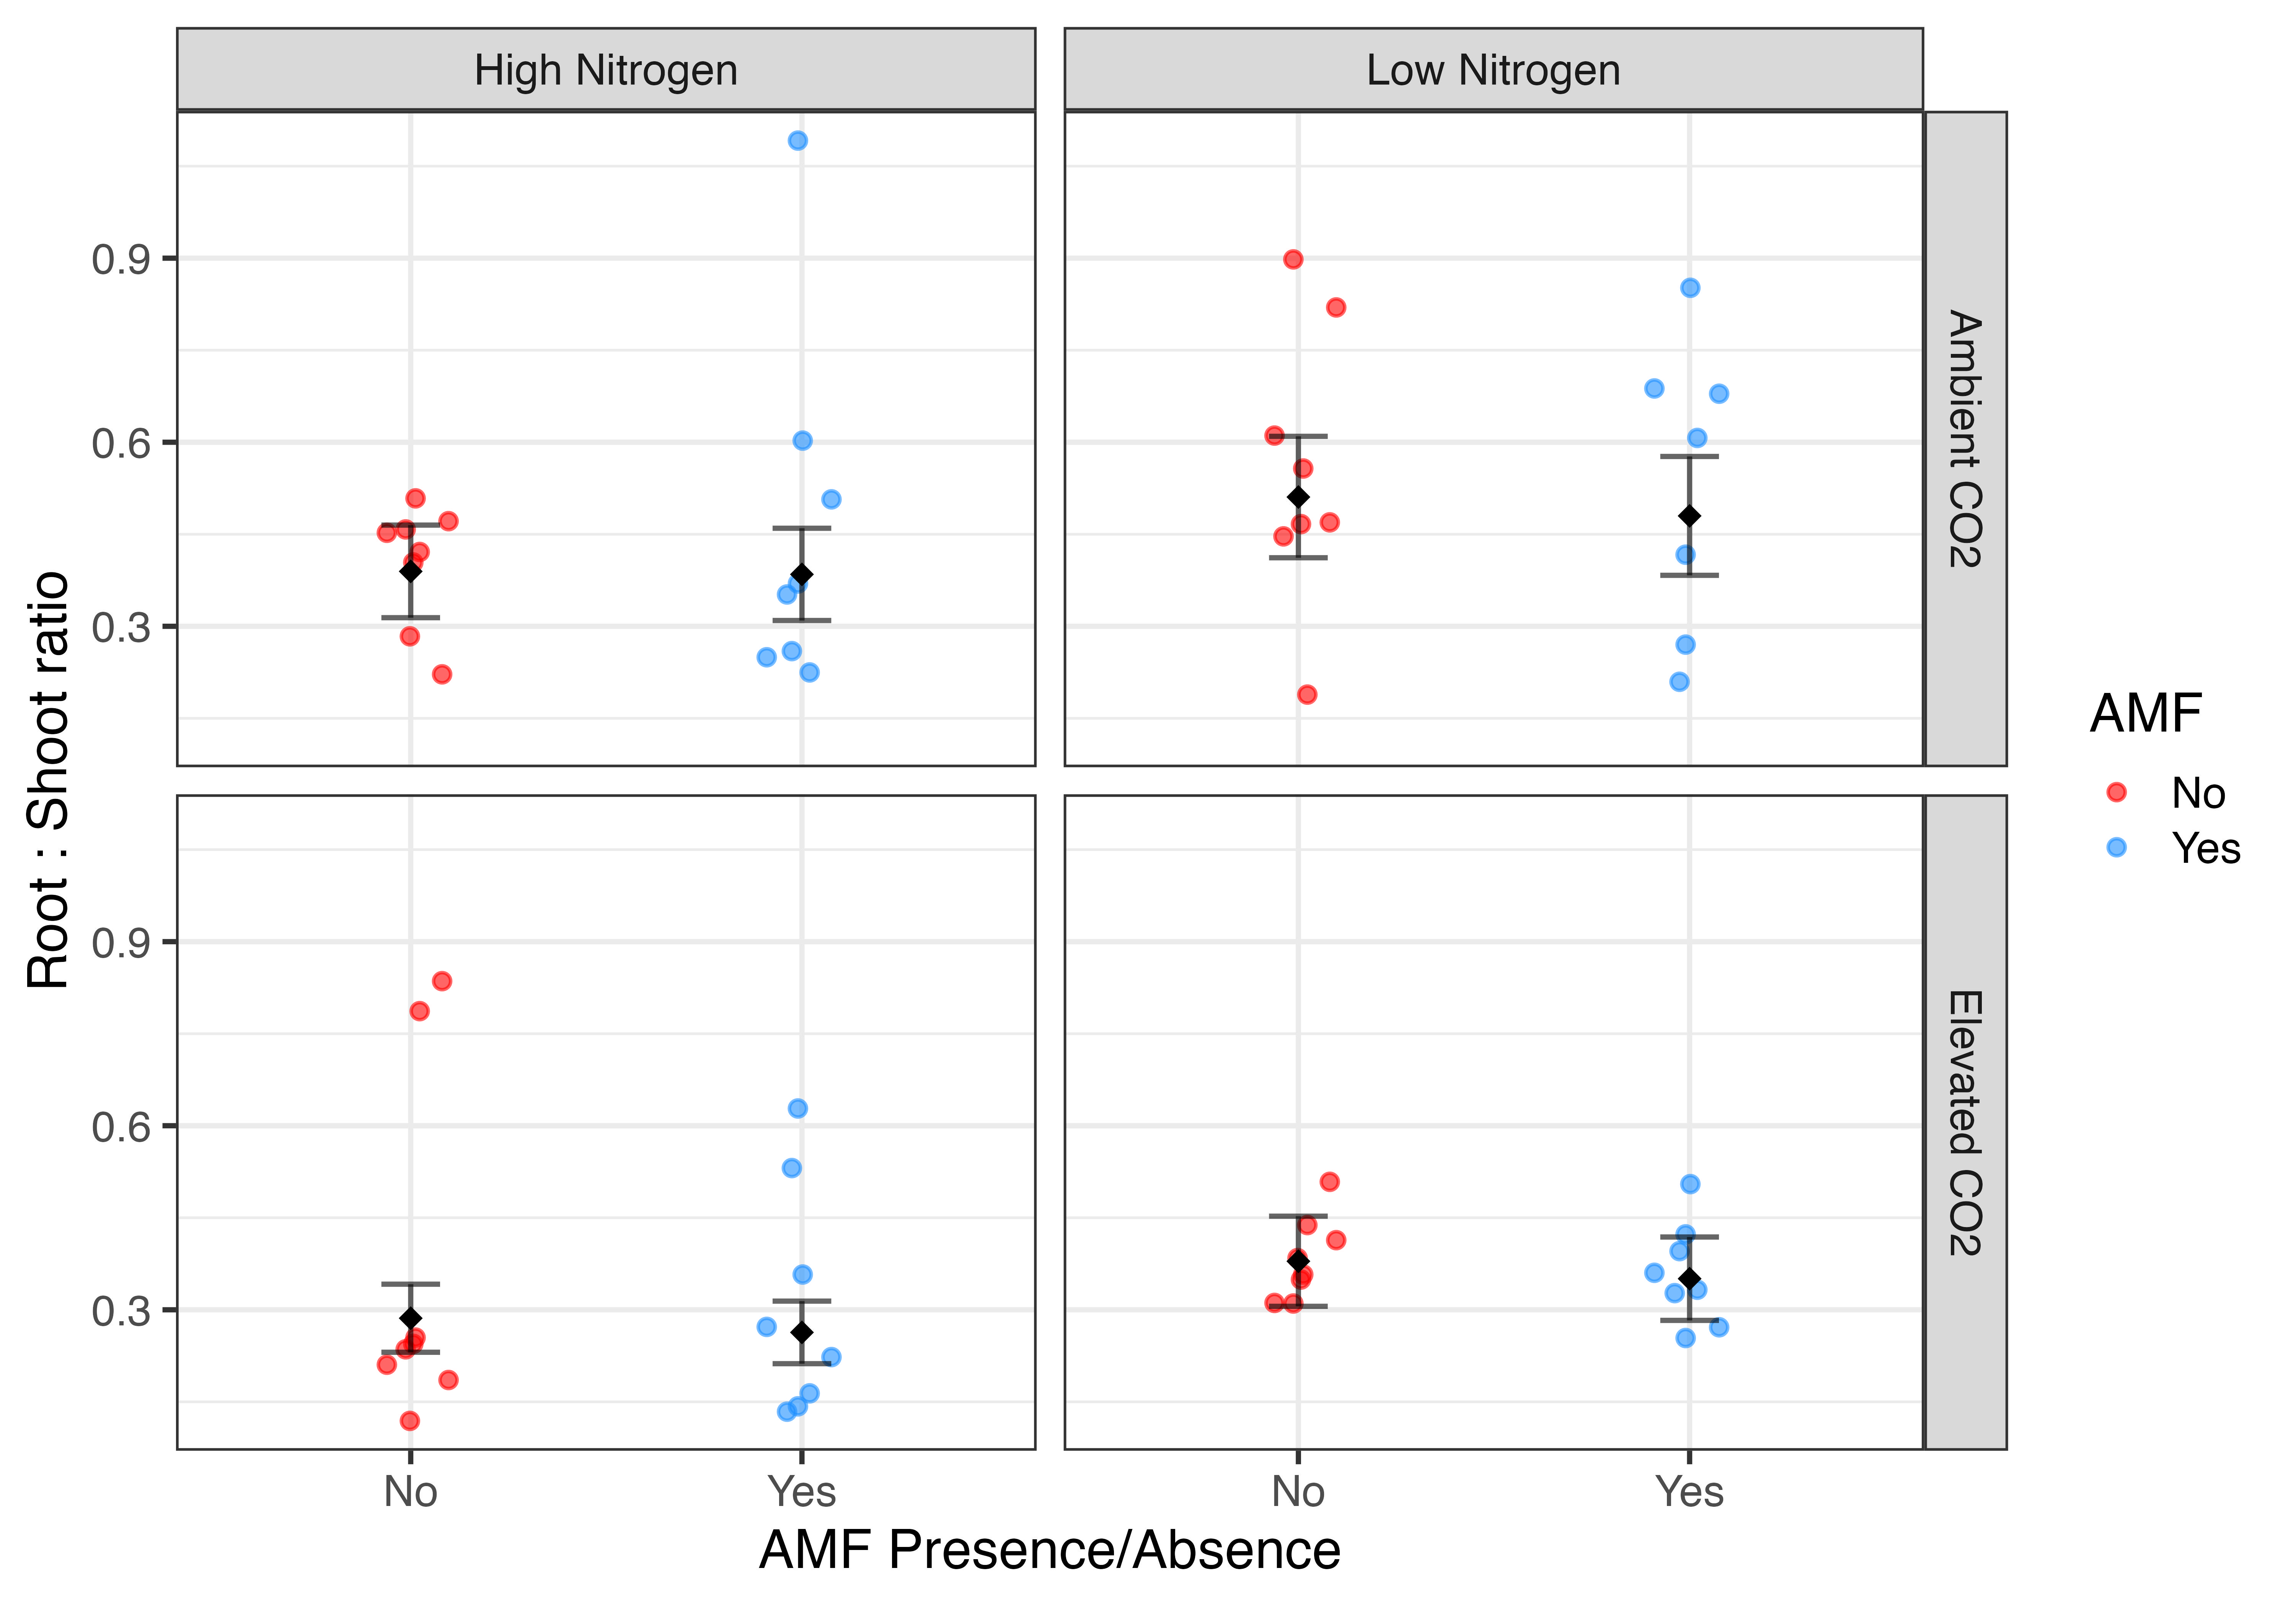 High Nitrogen
Low Nitrogen
Ambient CO2
Elevated CO2
Root : Shoot ratio
0.9
0.6
0.3
0.9
0.6
0.3
No
Yes
No
Yes
AMF Presence/Absence
AMF
No
Yes